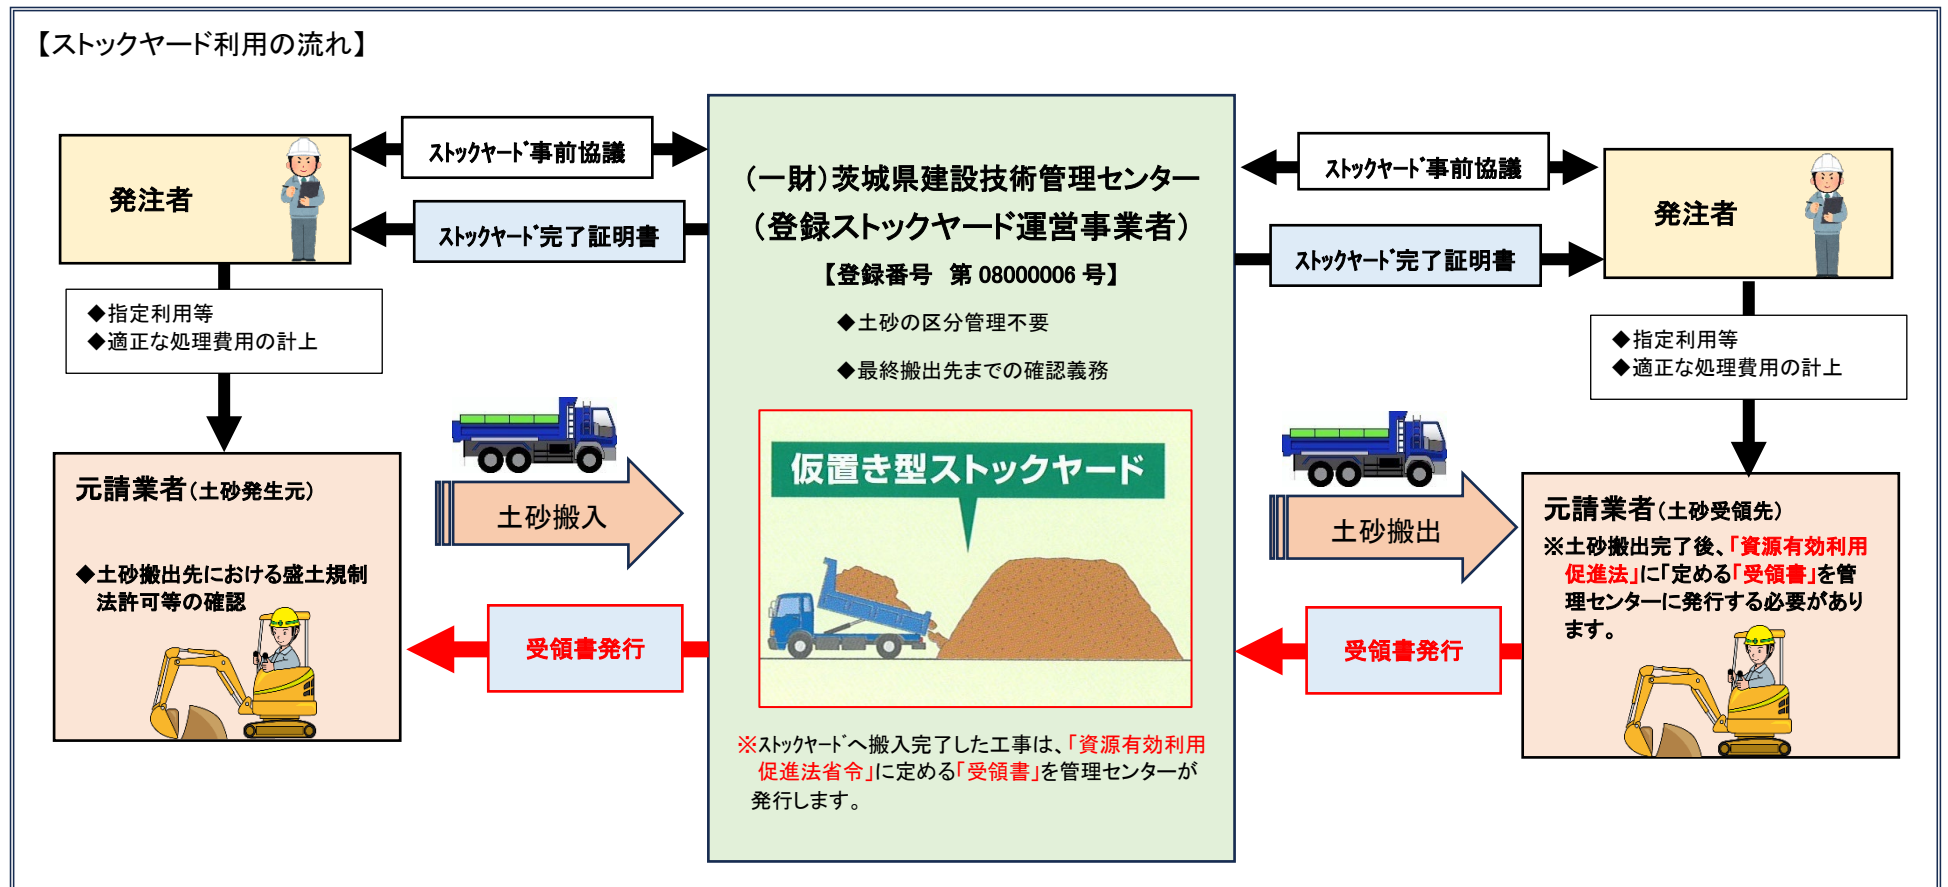 【ストックヤード利用の流れ】
発注者
ｽﾄｯｸﾔｰﾄﾞ事前協議
ｽﾄｯｸﾔｰﾄﾞ完了証明書
◆指定利用等
◆適正な処理費用の計上
元請業者(土砂発生元)
◆土砂搬出先における盛土規制
法許可等の確認
土砂搬入
受領書発行
(一財)茨城県建設技術管理センター
(登録ストックヤード運営事業者)
【登録番号　第 08000006 号】
◆土砂の区分管理不要
◆最終搬出先までの確認義務
仮置き型ストックヤード
※ｽﾄｯｸﾔｰﾄﾞへ搬入完了した工事は、「資源有効利用
促進法省令」に定める「受領書」を管理センターが
発行します。
ｽﾄｯｸﾔｰﾄﾞ事前協議
ｽﾄｯｸﾔｰﾄﾞ完了証明書
発注者
◆指定利用等
◆適正な処理費用の計上
土砂搬出
受領書発行
元請業者(土砂受領先)
※土砂搬出完了後、「資源有効利用
促進法」に「定める「受領書」を管
理センターに発行する必要があり
ます。